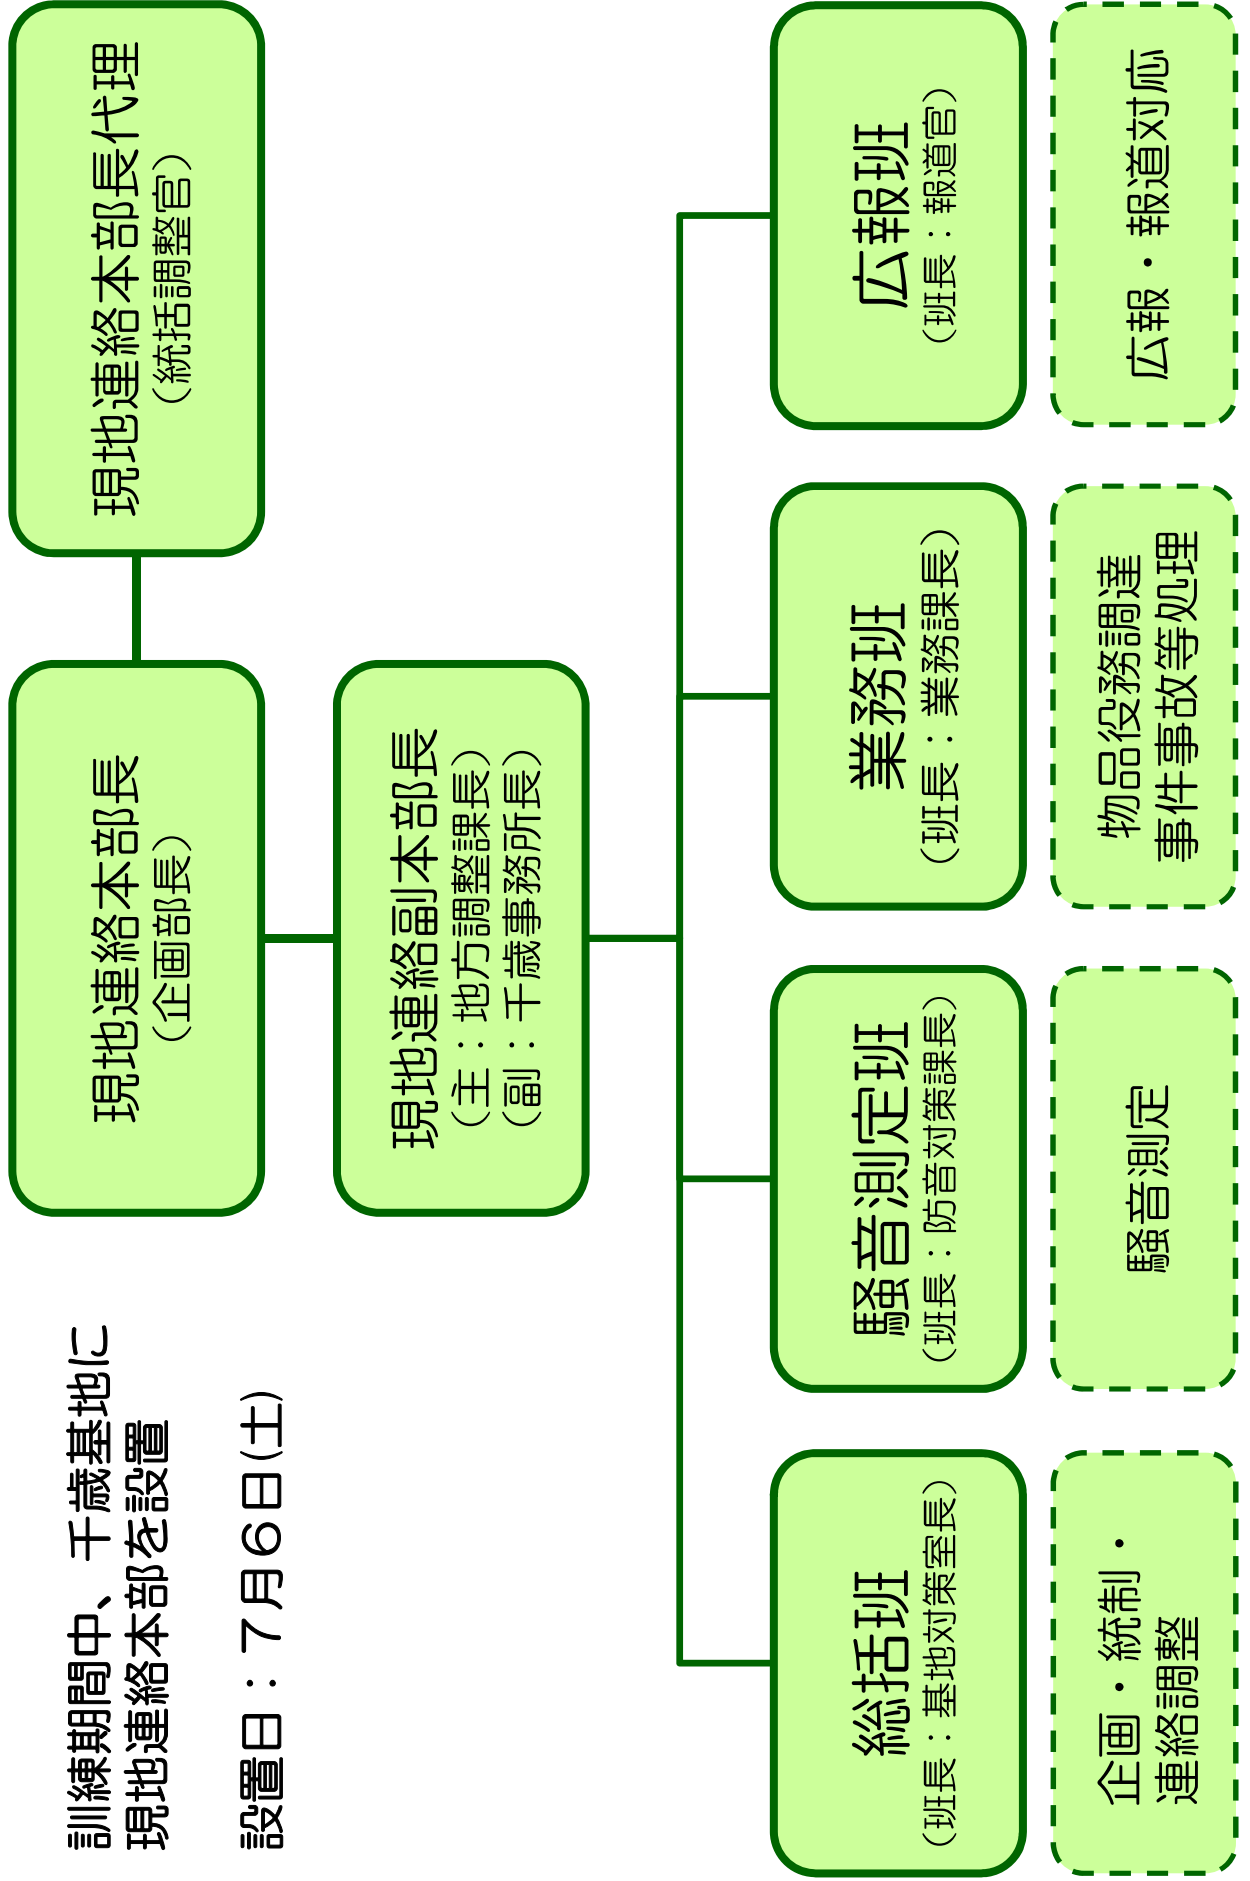 訓練期間中、千歳基地に
現地連絡本部を設置
設置日：７月６日(土)
現地連絡本部長
（企画部長）
現地連絡本部長代理
（統括調整官）
現地連絡副本部長
（主：地方調整課長）
（副：千歳事務所長）
総括班
（班長：基地対策室長）
騒音測定班
（班長：防音対策課長）
業務班
（班長：業務課長）
広報班
（班長：報道官）
企画・統制・
連絡調整
騒音測定
物品役務調達
事件事故等処理
広報・報道対応